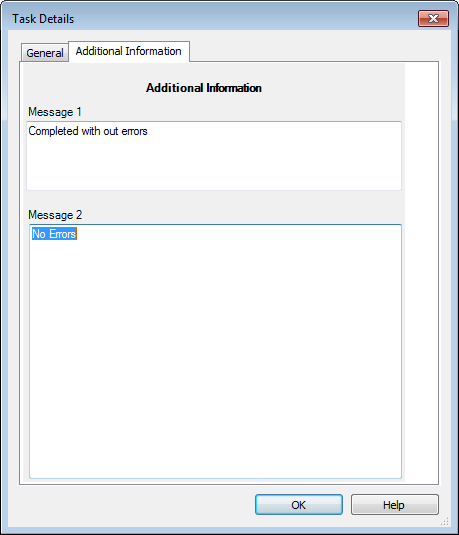 Task Details
General
Additional Information
Additional Information
Message 1
Completed with out errors
Message 2
No Errors
OK
Help